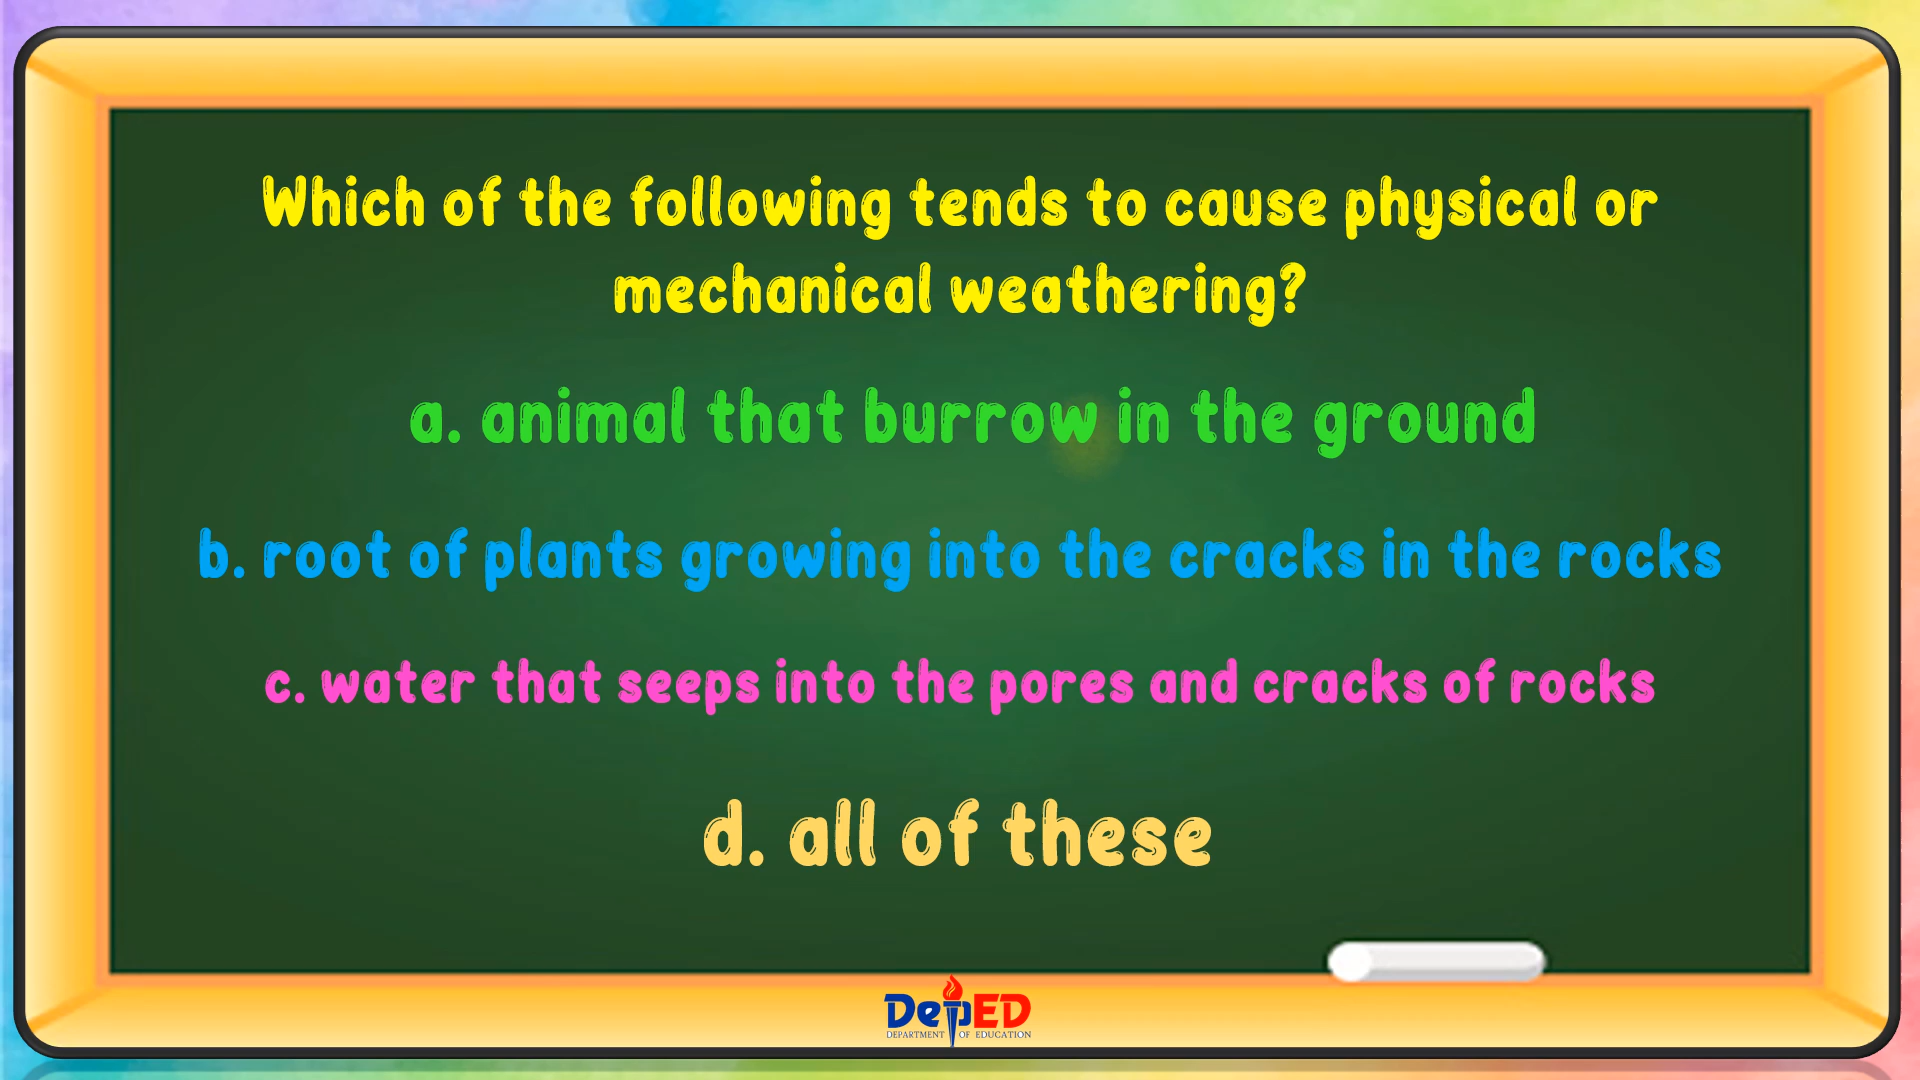 Which of the following tends to cause physical or
mechanical weathering?
a. animal that burrow in the ground
b. root of plants growing into the cracks in the rocks
c. water that seeps into the pores and cracks of rocks
d. all of these
DepED
DEPARTMENT OF EDUCATION